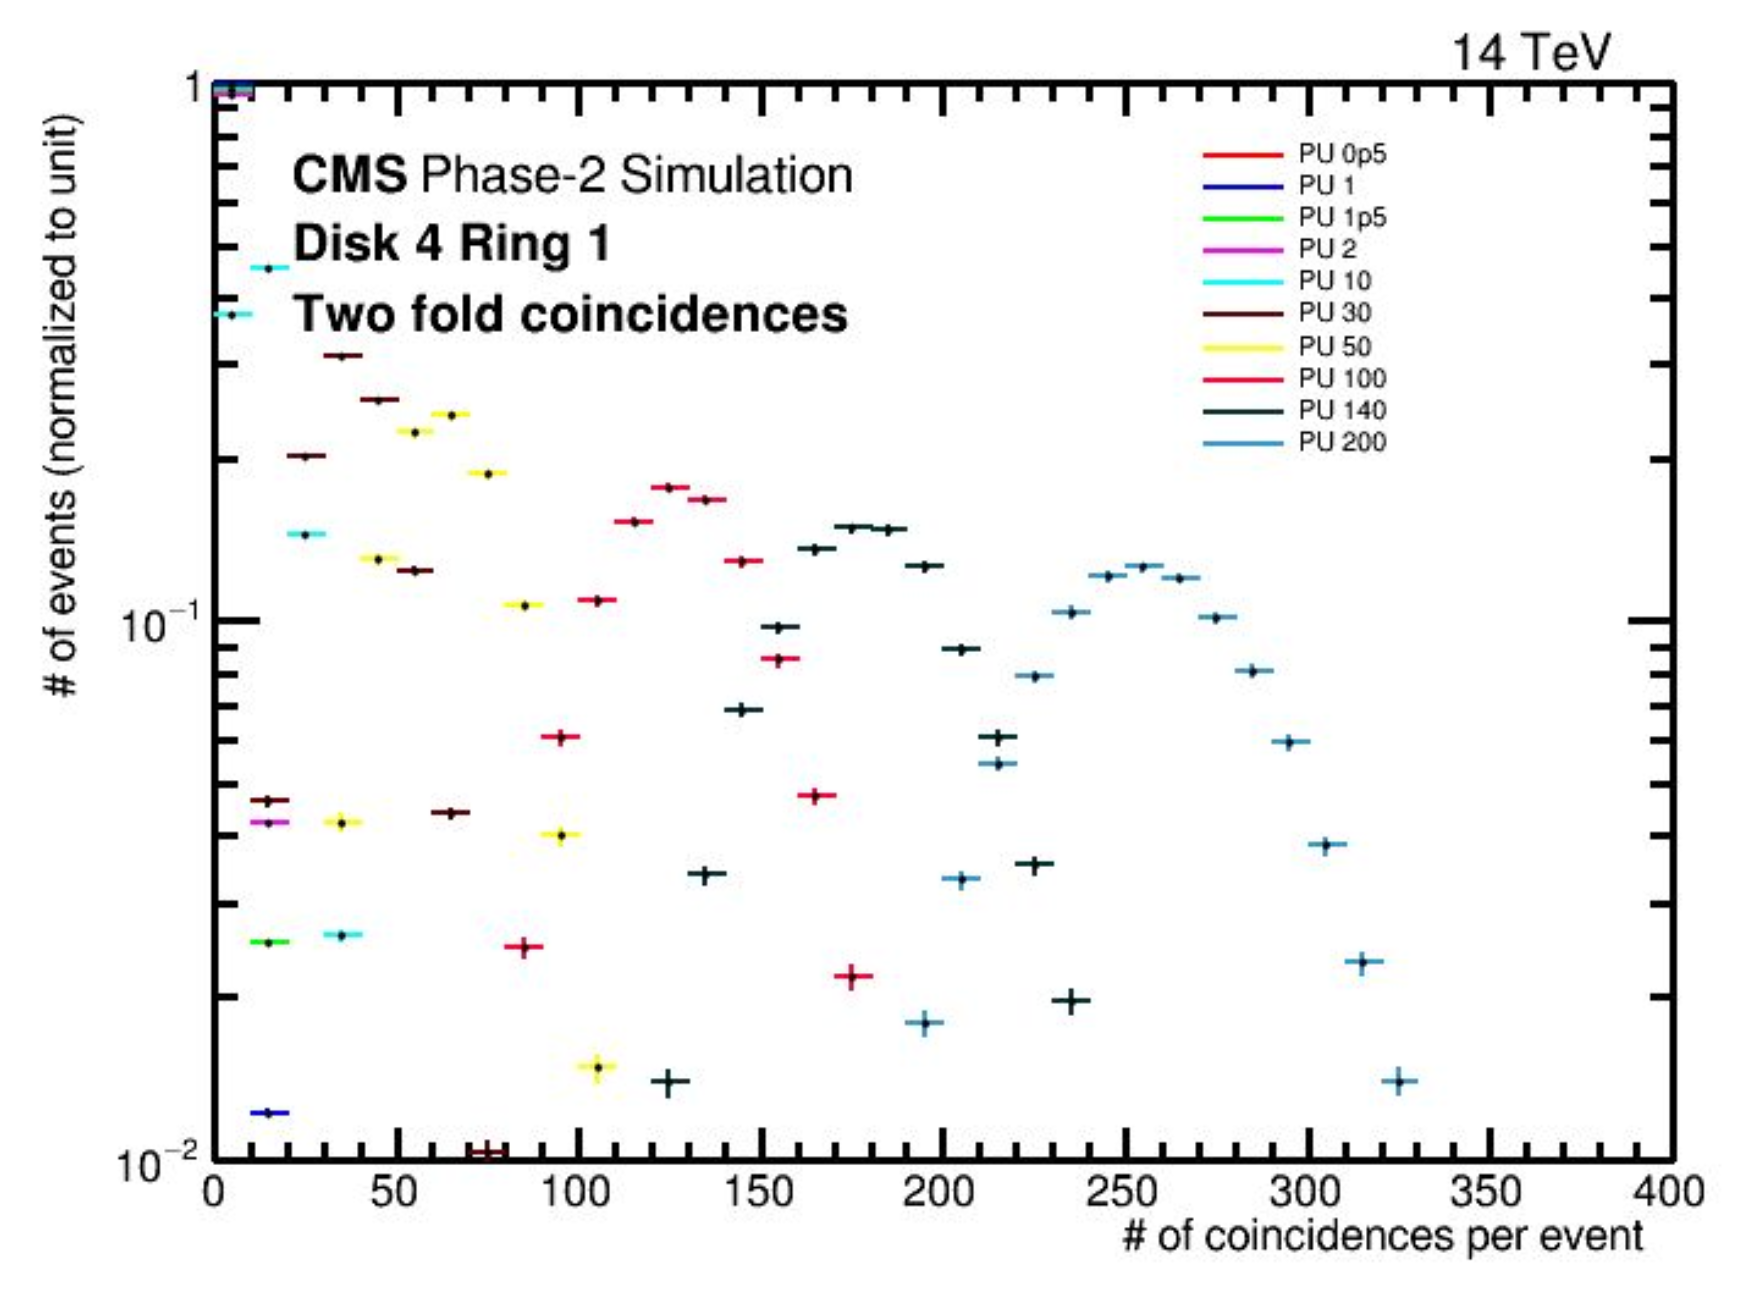 14 TeV
# of events (normalized to unit)
1
10⁻¹
10⁻²
CMS Phase-2 Simulation
Disk 4 Ring 1
Two fold coincidences
PU 0p5
PU 1
PU 1p5
PU 2
PU 10
PU 30
PU 50
PU 100
PU 140
PU 200
0 50 100 150 200 250 300 350 400
# of coincidences per event